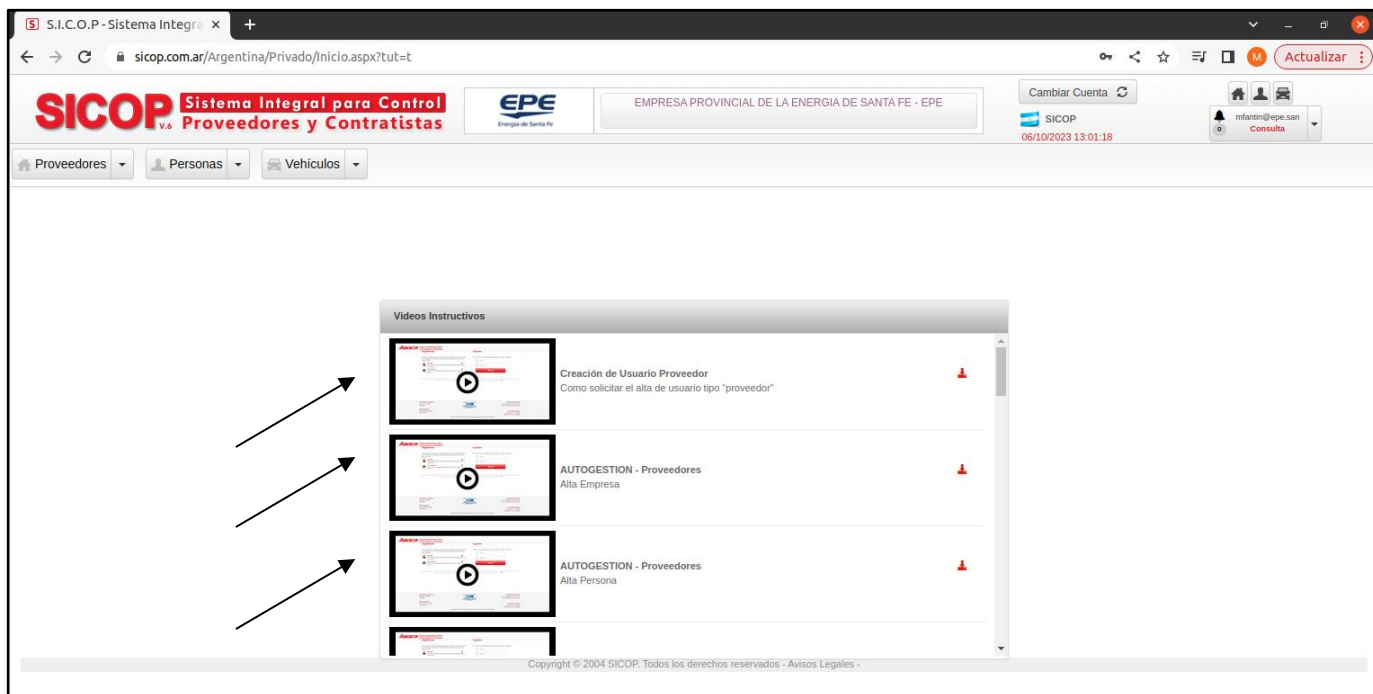 S.I.C.O.P - Sistema Integra
sicop.com.ar/Argentina/Privado/Inicio.aspx?tut=t
M
Actualizar
SICOP v.6 Sistema Integral para Control
Proveedores y Contratistas
EPE
Energía de Santa Fe
EMPRESA PROVINCIAL DE LA ENERGIA DE SANTA FE - EPE
Cambiar Cuenta
SICOP
06/10/2023 13:01:18
0
mfantin@epe.san
Consulta
Proveedores
Personas
Vehículos
Videos Instructivos
Creación de Usuario Proveedor
Como solicitar el alta de usuario tipo “proveedor”
AUTOGESTION - Proveedores
Alta Empresa
AUTOGESTION - Proveedores
Alta Persona
Copyright © 2004 SICOP. Todos los derechos reservados - Avisos Legales -